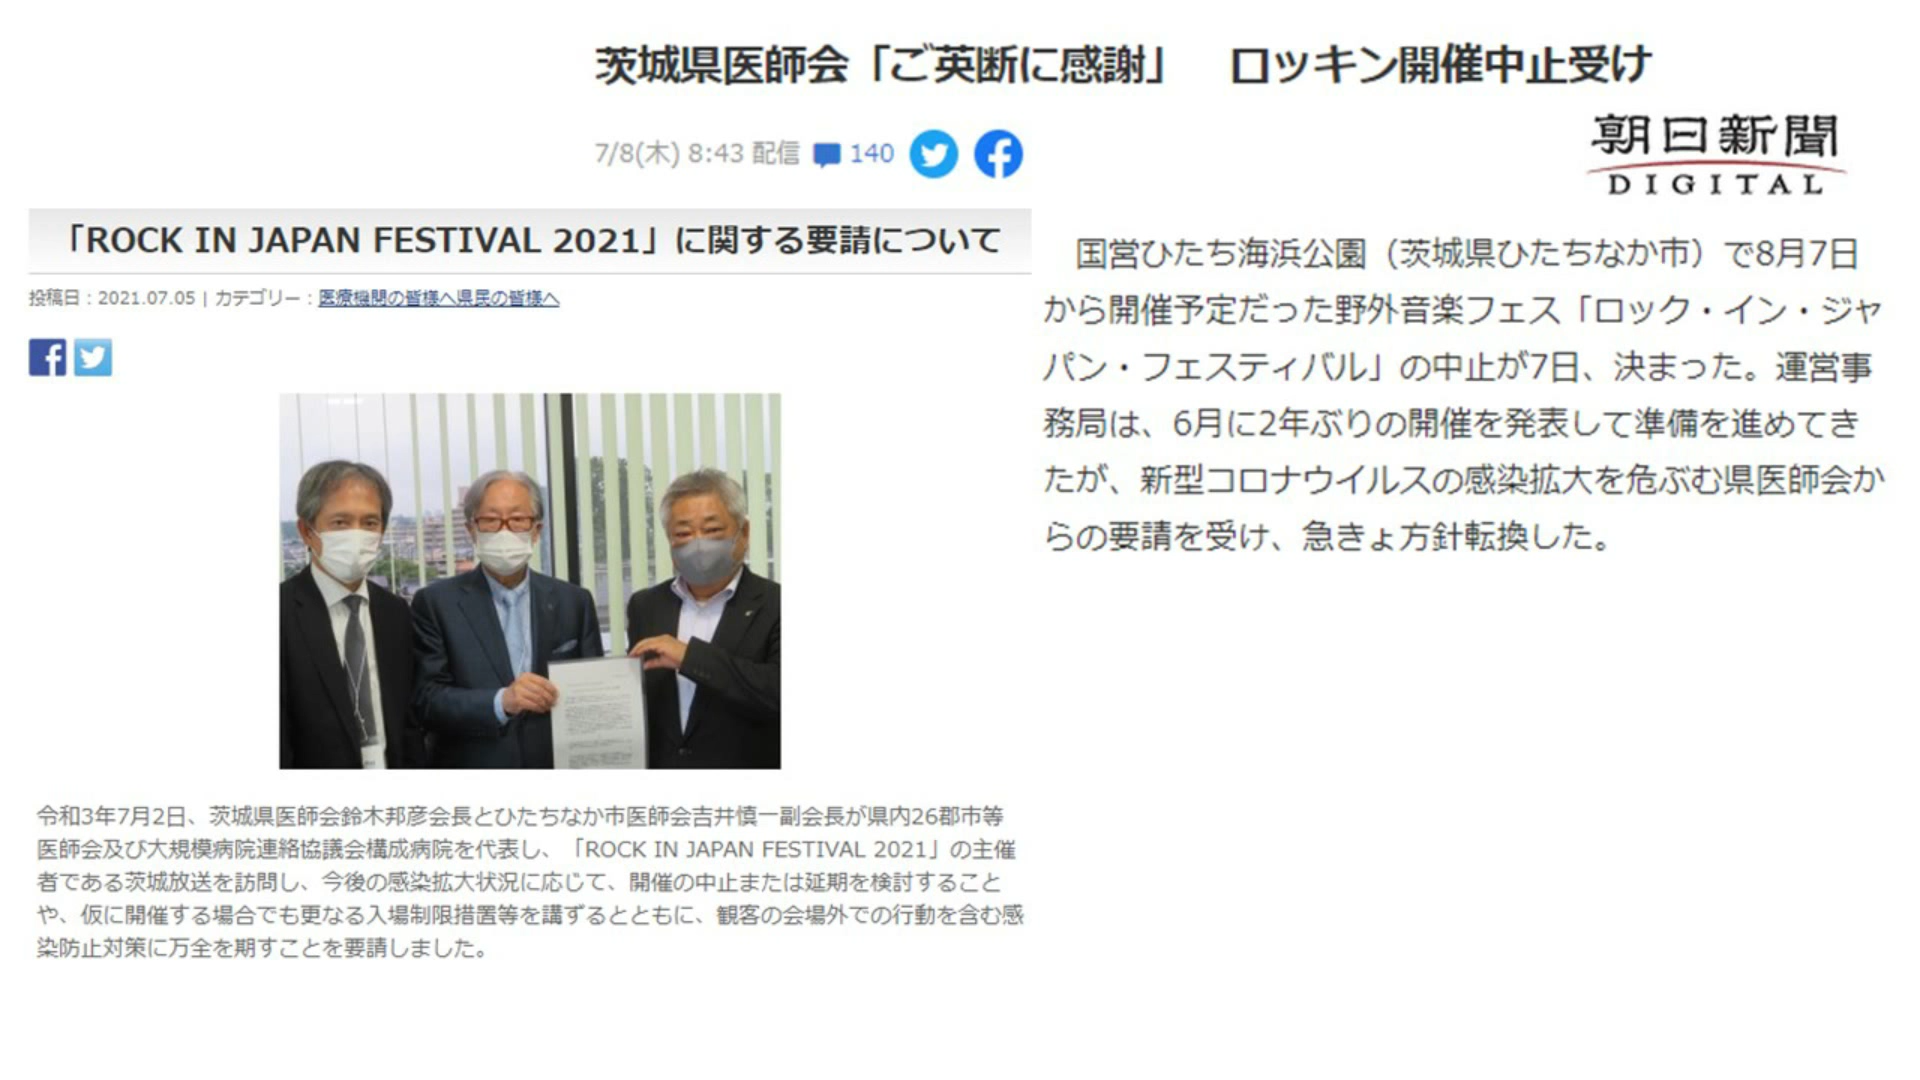 茨城県医師会「ご英断に感謝」　ロッキン開催中止受け
7/8(木) 8:43 配信 140
朝日新聞
DIGITAL
「ROCK IN JAPAN FESTIVAL 2021」に関する要請について
投稿日：2021.07.05 | カテゴリー：医療機関の皆様へ県民の皆様へ
令和3年7月2日、茨城県医師会鈴木邦彦会長とひたちなか市医師会吉井慎一副会長が県内26郡市等
医師会及び大規模病院連絡協議会構成病院を代表し、「ROCK IN JAPAN FESTIVAL 2021」の主催
者である茨城放送を訪問し、今後の感染拡大状況に応じて、開催の中止または延期を検討すること
や、仮に開催する場合でも更なる入場制限措置等を講ずるとともに、観客の会場外での行動を含む感
染防止対策に万全を期すことを要請しました。
国営ひたち海浜公園（茨城県ひたちなか市）で8月7日
から開催予定だった野外音楽フェス「ロック・イン・ジャ
パン・フェスティバル」の中止が7日、決まった。運営事
務局は、6月に2年ぶりの開催を発表して準備を進めてき
たが、新型コロナウイルスの感染拡大を危ぶむ県医師会か
らの要請を受け、急きょ方針転換した。